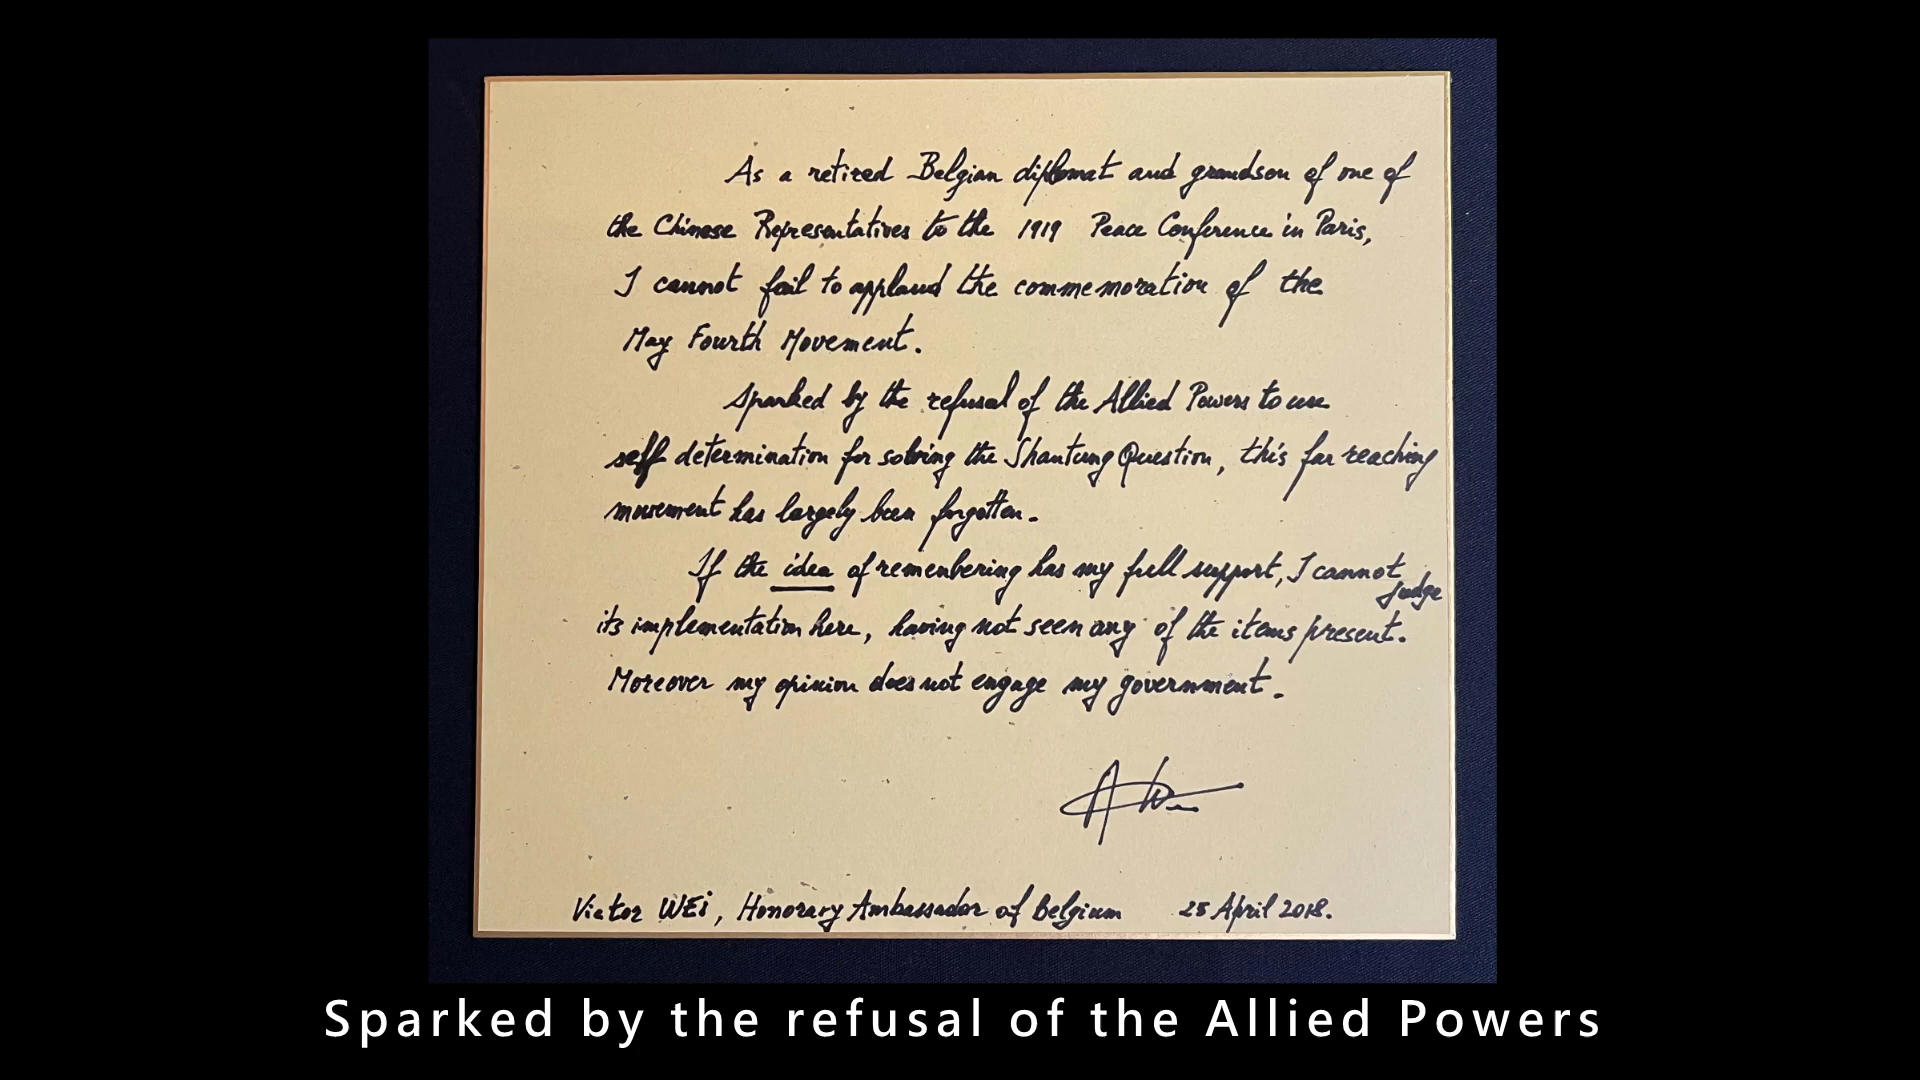 As a retired Belgian diplomat and grandson of one of
the Chinese Representatives to the 1919 Peace Conference in Paris,
I cannot fail to applaud the commemoration of the
May Fourth Movement.
Sparked by the refusal of the Allied Powers to use
self determination for solving the Shantung Question, this far reaching
movement has largely been forgotten.
If the idea of remembering has my full support, I cannot judge
its implementation here, having not seen any of the items present.
Moreover my opinion does not engage my government.
Victor WEi, Honorary Ambassador of Belgium 25 April 2018.
Sparked by the refusal of the Allied Powers